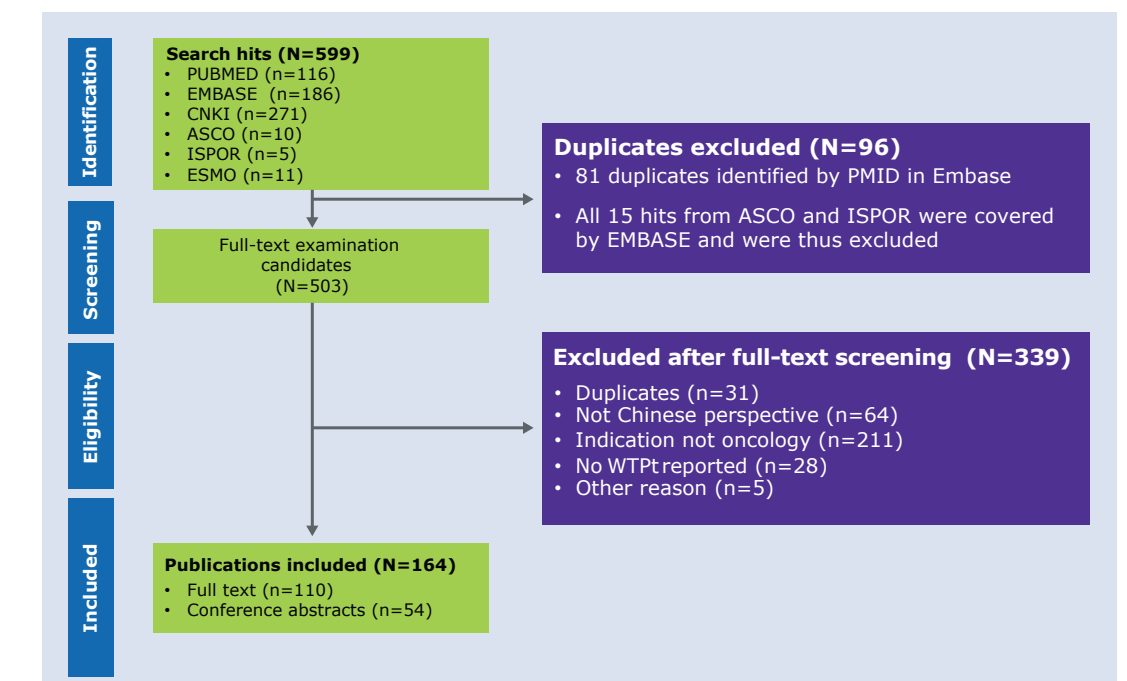 Identification
Search hits (N=599)
• PUBMED (n=116)
• EMBASE (n=186)
• CNKI (n=271)
• ASCO (n=10)
• ISPOR (n=5)
• ESMO (n=11)
Duplicates excluded (N=96)
• 81 duplicates identified by PMID in Embase
• All 15 hits from ASCO and ISPOR were covered
by EMBASE and were thus excluded
Screening
Full-text examination
candidates
(N=503)
Eligibility
Excluded after full-text screening (N=339)
• Duplicates (n=31)
• Not Chinese perspective (n=64)
• Indication not oncology (n=211)
• No WTPt reported (n=28)
• Other reason (n=5)
Included
Publications included (N=164)
• Full text (n=110)
• Conference abstracts (n=54)